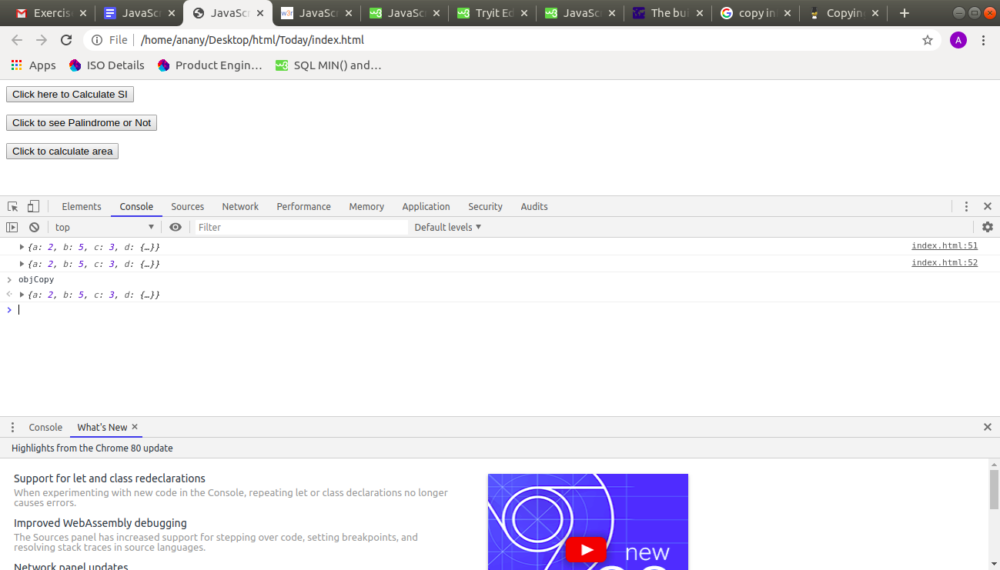 Exercise JavaScr JavaScr JavaScr JavaScr Tryit Ed JavaScr The bui copy in Copying
File /home/anany/Desktop/html/Today/index.html A
Apps ISO Details Product Engin... SQL MIN() and...
Click here to Calculate SI
Click to see Palindrome or Not
Click to calculate area
Elements Console Sources Network Performance Memory Application Security Audits
top Filter Default levels
{a: 2, b: 5, c: 3, d: {…}} index.html:51
{a: 2, b: 5, c: 3, d: {…}} index.html:52
objCopy
{a: 2, b: 5, c: 3, d: {…}}
Console What's New
Highlights from the Chrome 80 update
Support for let and class redeclarations
When experimenting with new code in the Console, repeating let or class declarations no longer
causes errors.
Improved WebAssembly debugging
The Sources panel has increased support for stepping over code, setting breakpoints, and
resolving stack traces in source languages.
new
Network panel updates